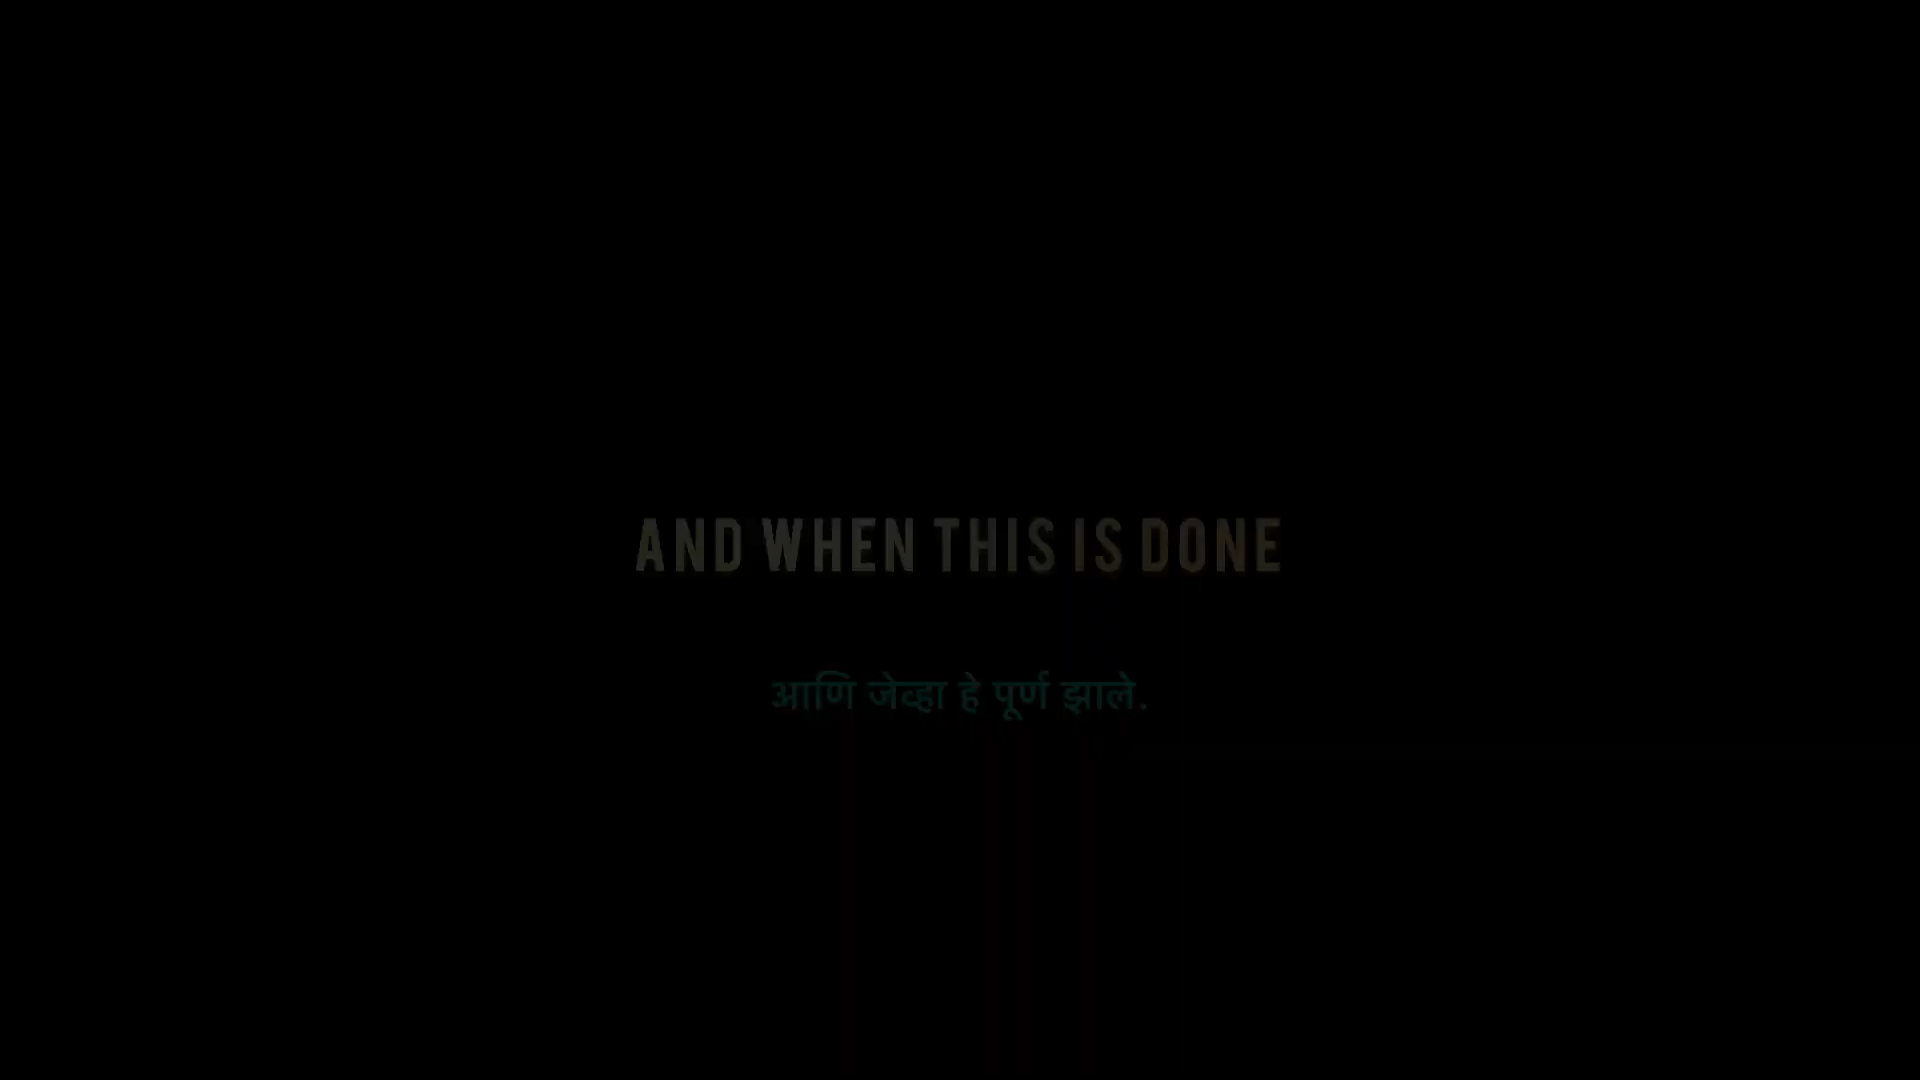 AND WHEN THIS IS DONE
आणि जेव्हा हे पूर्ण झाले.